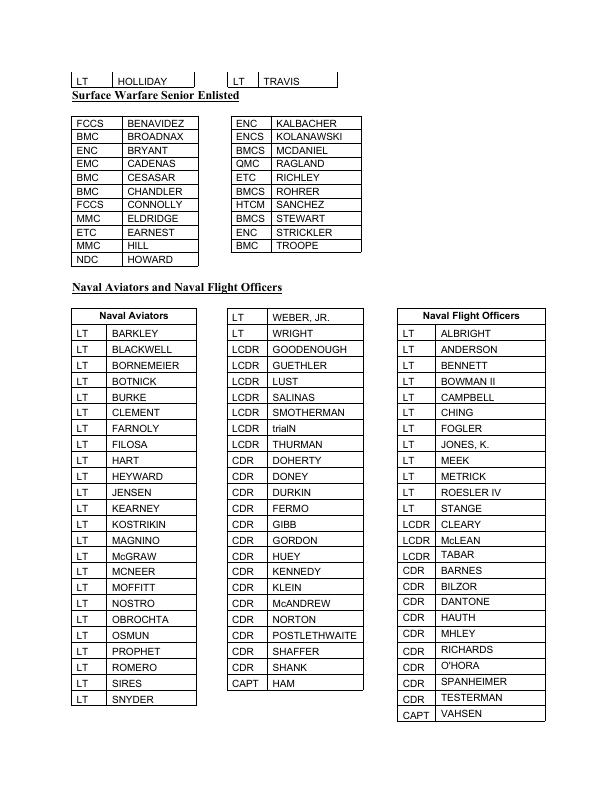 LT HOLLIDAY LT TRAVIS
Surface Warfare Senior Enlisted
FCCS BENAVIDEZ
BMC BROADNAX
ENC BRYANT
EMC CADENAS
BMC CESASAR
BMC CHANDLER
FCCS CONNOLLY
MMC ELDRIDGE
ETC EARNEST
MMC HILL
NDC HOWARD
ENC KALBACHER
ENCS KOLANAWSKI
BMCS MCDANIEL
QMC RAGLAND
ETC RICHLEY
BMCS ROHRER
HTCM SANCHEZ
BMCS STEWART
ENC STRICKLER
BMC TROOPE
Naval Aviators and Naval Flight Officers
Naval Aviators
LT BARKLEY
LT BLACKWELL
LT BORNEMEIER
LT BOTNICK
LT BURKE
LT CLEMENT
LT FARNOLY
LT FILOSA
LT HART
LT HEYWARD
LT JENSEN
LT KEARNEY
LT KOSTRIKIN
LT MAGNINO
LT McGRAW
LT MCNEER
LT MOFFITT
LT NOSTRO
LT OBROCHTA
LT OSMUN
LT PROPHET
LT ROMERO
LT SIRES
LT SNYDER
LT WEBER, JR.
LT WRIGHT
LCDR GOODENOUGH
LCDR GUETHLER
LCDR LUST
LCDR SALINAS
LCDR SMOTHERMAN
LCDR trialN
LCDR THURMAN
CDR DOHERTY
CDR DONEY
CDR DURKIN
CDR FERMO
CDR GIBB
CDR GORDON
CDR HUEY
CDR KENNEDY
CDR KLEIN
CDR McANDREW
CDR NORTON
CDR POSTLETHWAITE
CDR SHAFFER
CDR SHANK
CAPT HAM
Naval Flight Officers
LT ALBRIGHT
LT ANDERSON
LT BENNETT
LT BOWMAN II
LT CAMPBELL
LT CHING
LT FOGLER
LT JONES, K.
LT MEEK
LT METRICK
LT ROESLER IV
LT STANGE
LCDR CLEARY
LCDR McLEAN
LCDR TABAR
CDR BARNES
CDR BILZOR
CDR DANTONE
CDR HAUTH
CDR MHLEY
CDR RICHARDS
CDR O'HORA
CDR SPANHEIMER
CDR TESTERMAN
CAPT VAHSEN